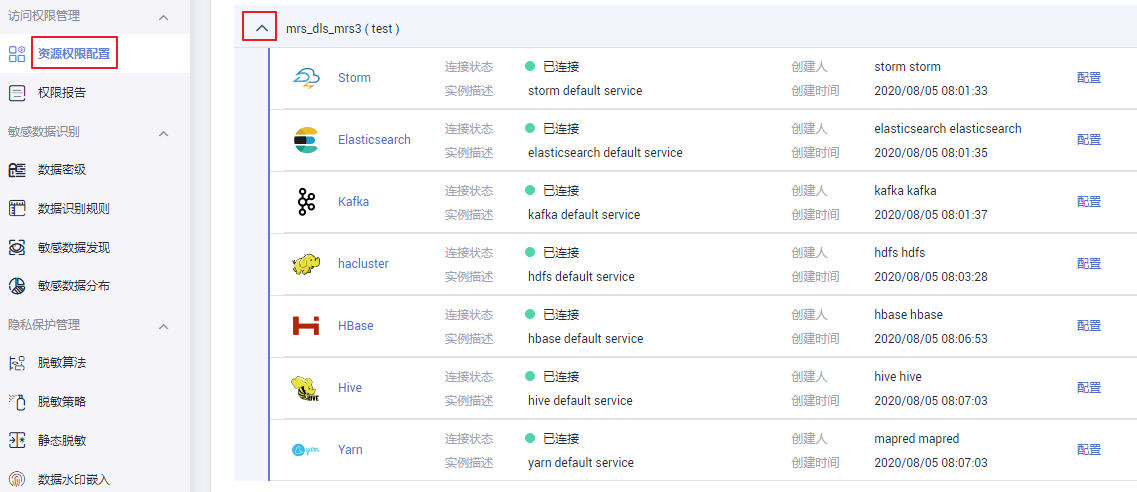 访问权限管理
资源权限配置
权限报告
敏感数据识别
数据密级
数据识别规则
敏感数据发现
敏感数据分布
隐私保护管理
脱敏算法
脱敏策略
静态脱敏
数据水印嵌入
mrs_dls_mrs3 ( test )
Storm 连接状态 已连接 创建人 storm storm 配置
实例描述 storm default service 创建时间 2020/08/05 08:01:33
Elasticsearch 连接状态 已连接 创建人 elasticsearch elasticsearch 配置
实例描述 elasticsearch default service 创建时间 2020/08/05 08:01:35
Kafka 连接状态 已连接 创建人 kafka kafka 配置
实例描述 kafka default service 创建时间 2020/08/05 08:01:37
hacluster 连接状态 已连接 创建人 hdfs hdfs 配置
实例描述 hdfs default service 创建时间 2020/08/05 08:03:28
HBase 连接状态 已连接 创建人 hbase hbase 配置
实例描述 hbase default service 创建时间 2020/08/05 08:06:53
HIVE Hive 连接状态 已连接 创建人 hive hive 配置
实例描述 hive default service 创建时间 2020/08/05 08:07:03
yarn Yarn 连接状态 已连接 创建人 mapred mapred 配置
实例描述 yarn default service 创建时间 2020/08/05 08:07:03